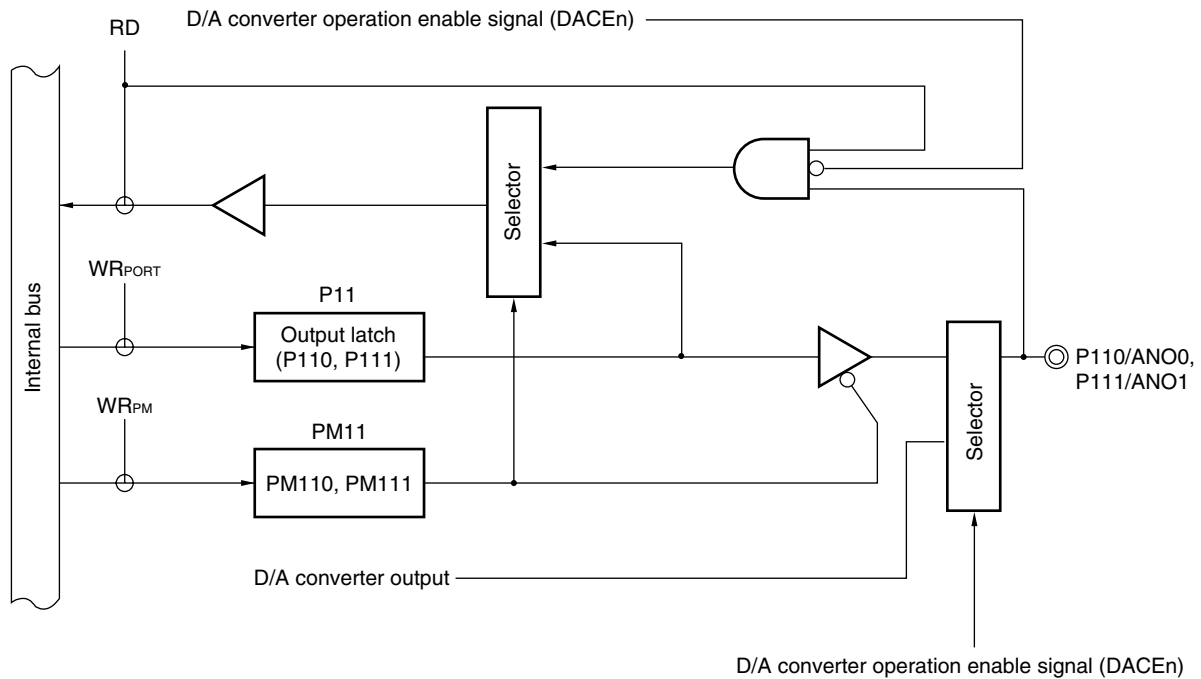 D/A converter operation enable signal (DACEn)
RD
Selector
WRPORT
P11
Internal bus
Output latch
(P110, P111)
P110/ANO0,
P111/ANO1
WRPM
PM11
Selector
PM110, PM111
D/A converter output
D/A converter operation enable signal (DACEn)